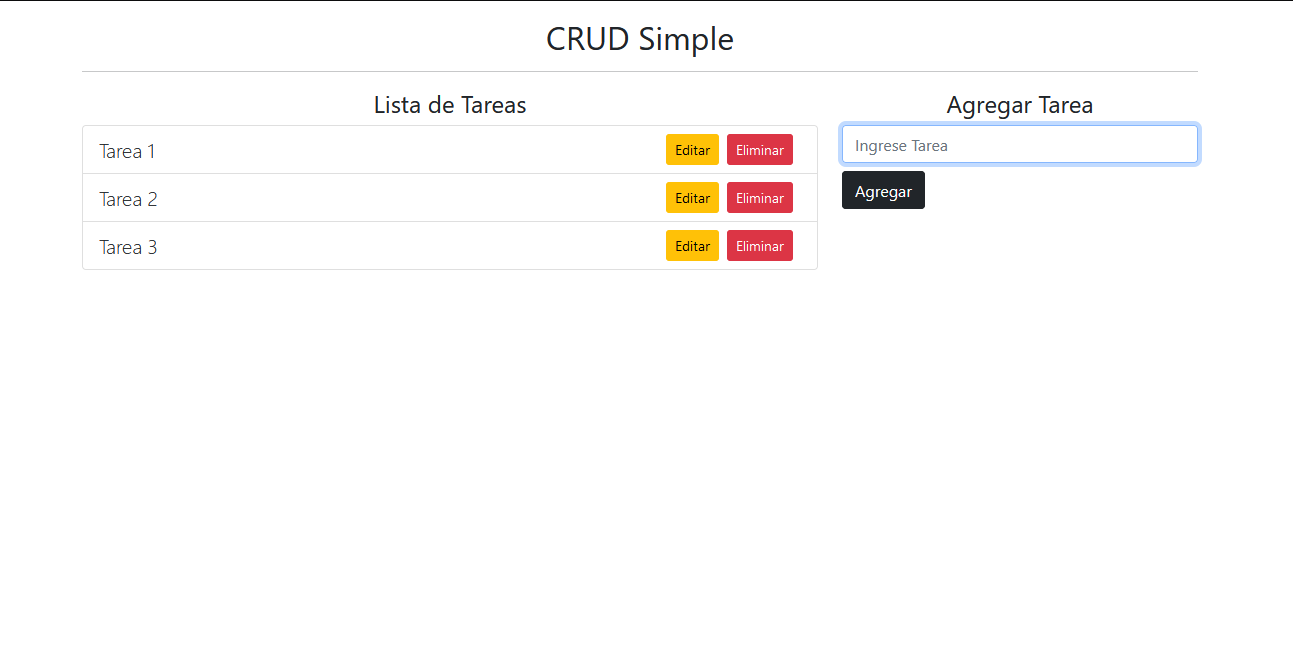 CRUD Simple
Lista de Tareas
Tarea 1 Editar Eliminar
Tarea 2 Editar Eliminar
Tarea 3 Editar Eliminar
Agregar Tarea
Ingrese Tarea
Agregar